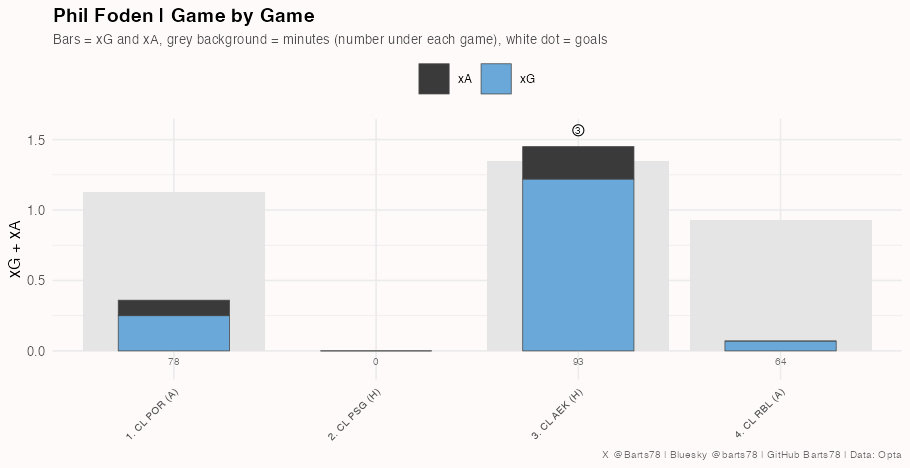 Phil Foden | Game by Game
Bars = xG and xA, grey background = minutes (number under each game), white dot = goals
xA
xG
3
1.5
1.0
0.5
0.0
xG + xA
78
0
93
64
1. CL POR (A)
2. CL PSG (H)
3. CL AEK (H)
4. CL RBL (A)
X @Barts78 | Bluesky @barts78 | GitHub Barts78 | Data: Opta